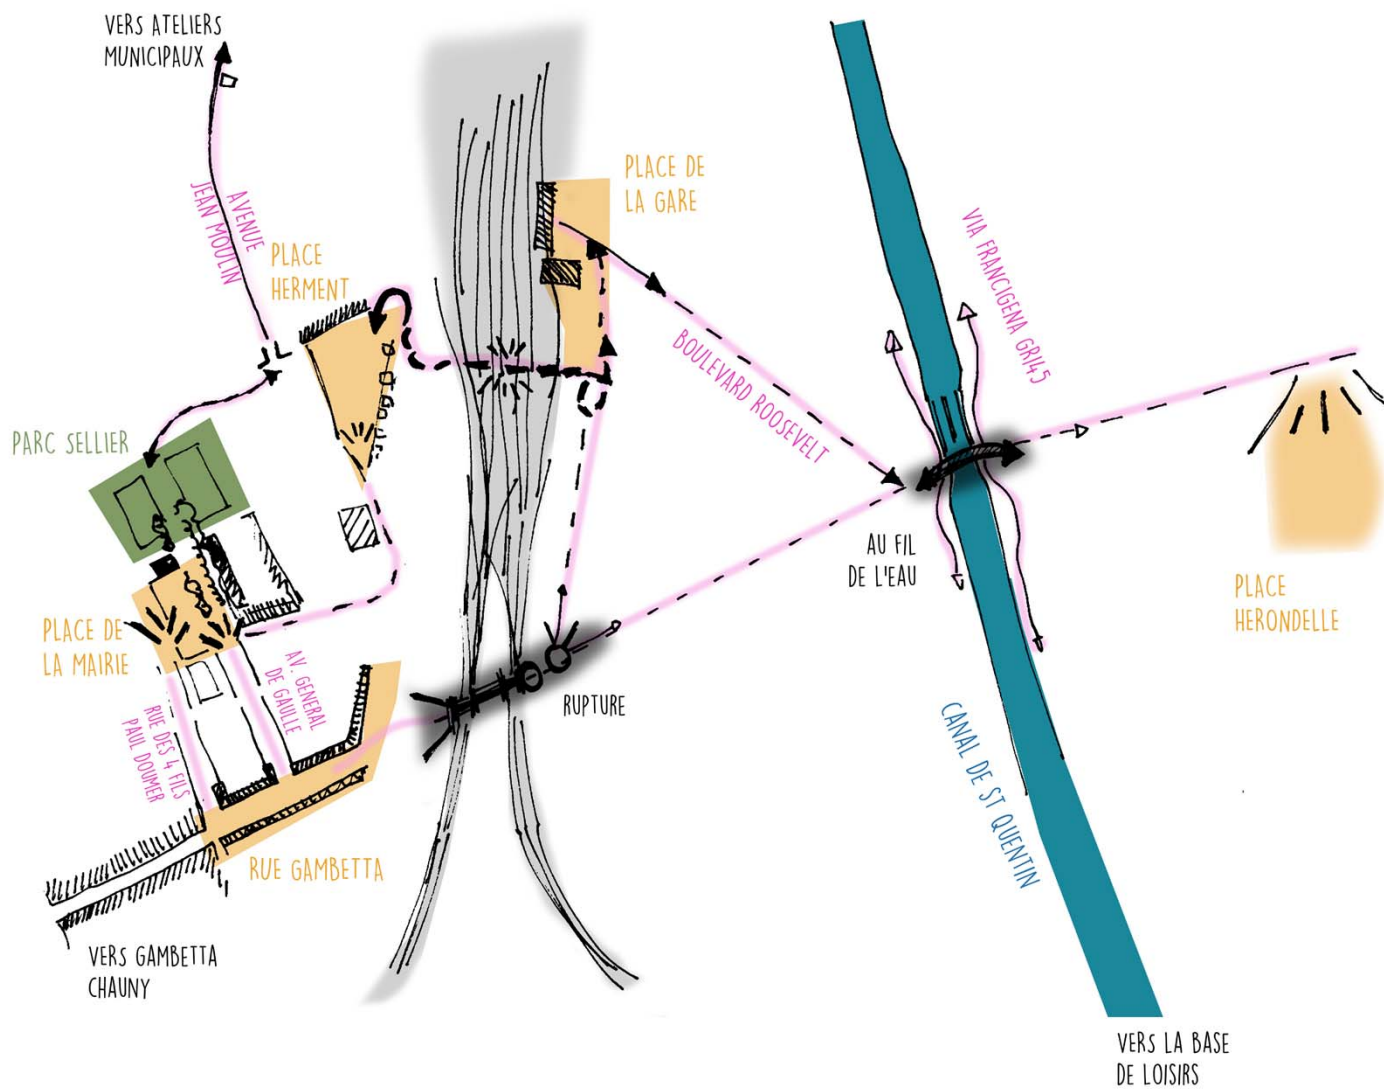 VERS ATELIERS
MUNICIPAUX
AVENUE
JEAN MOULIN
PLACE
HERMENT
PLACE DE
LA GARE
BOULEVARD ROOSEVELT
VIA FRANCIGENA GR145
PARC SELLIER
PLACE DE
LA MAIRIE
AV. GENERAL
DE GAULLE
RUE DES 4 FILS
PAUL DOUMER
RUPTURE
AU FIL
DE L'EAU
PLACE
HERONDELLE
CANAL DE ST QUENTIN
RUE GAMBETTA
VERS GAMBETTA
CHAUNY
VERS LA BASE
DE LOISIRS